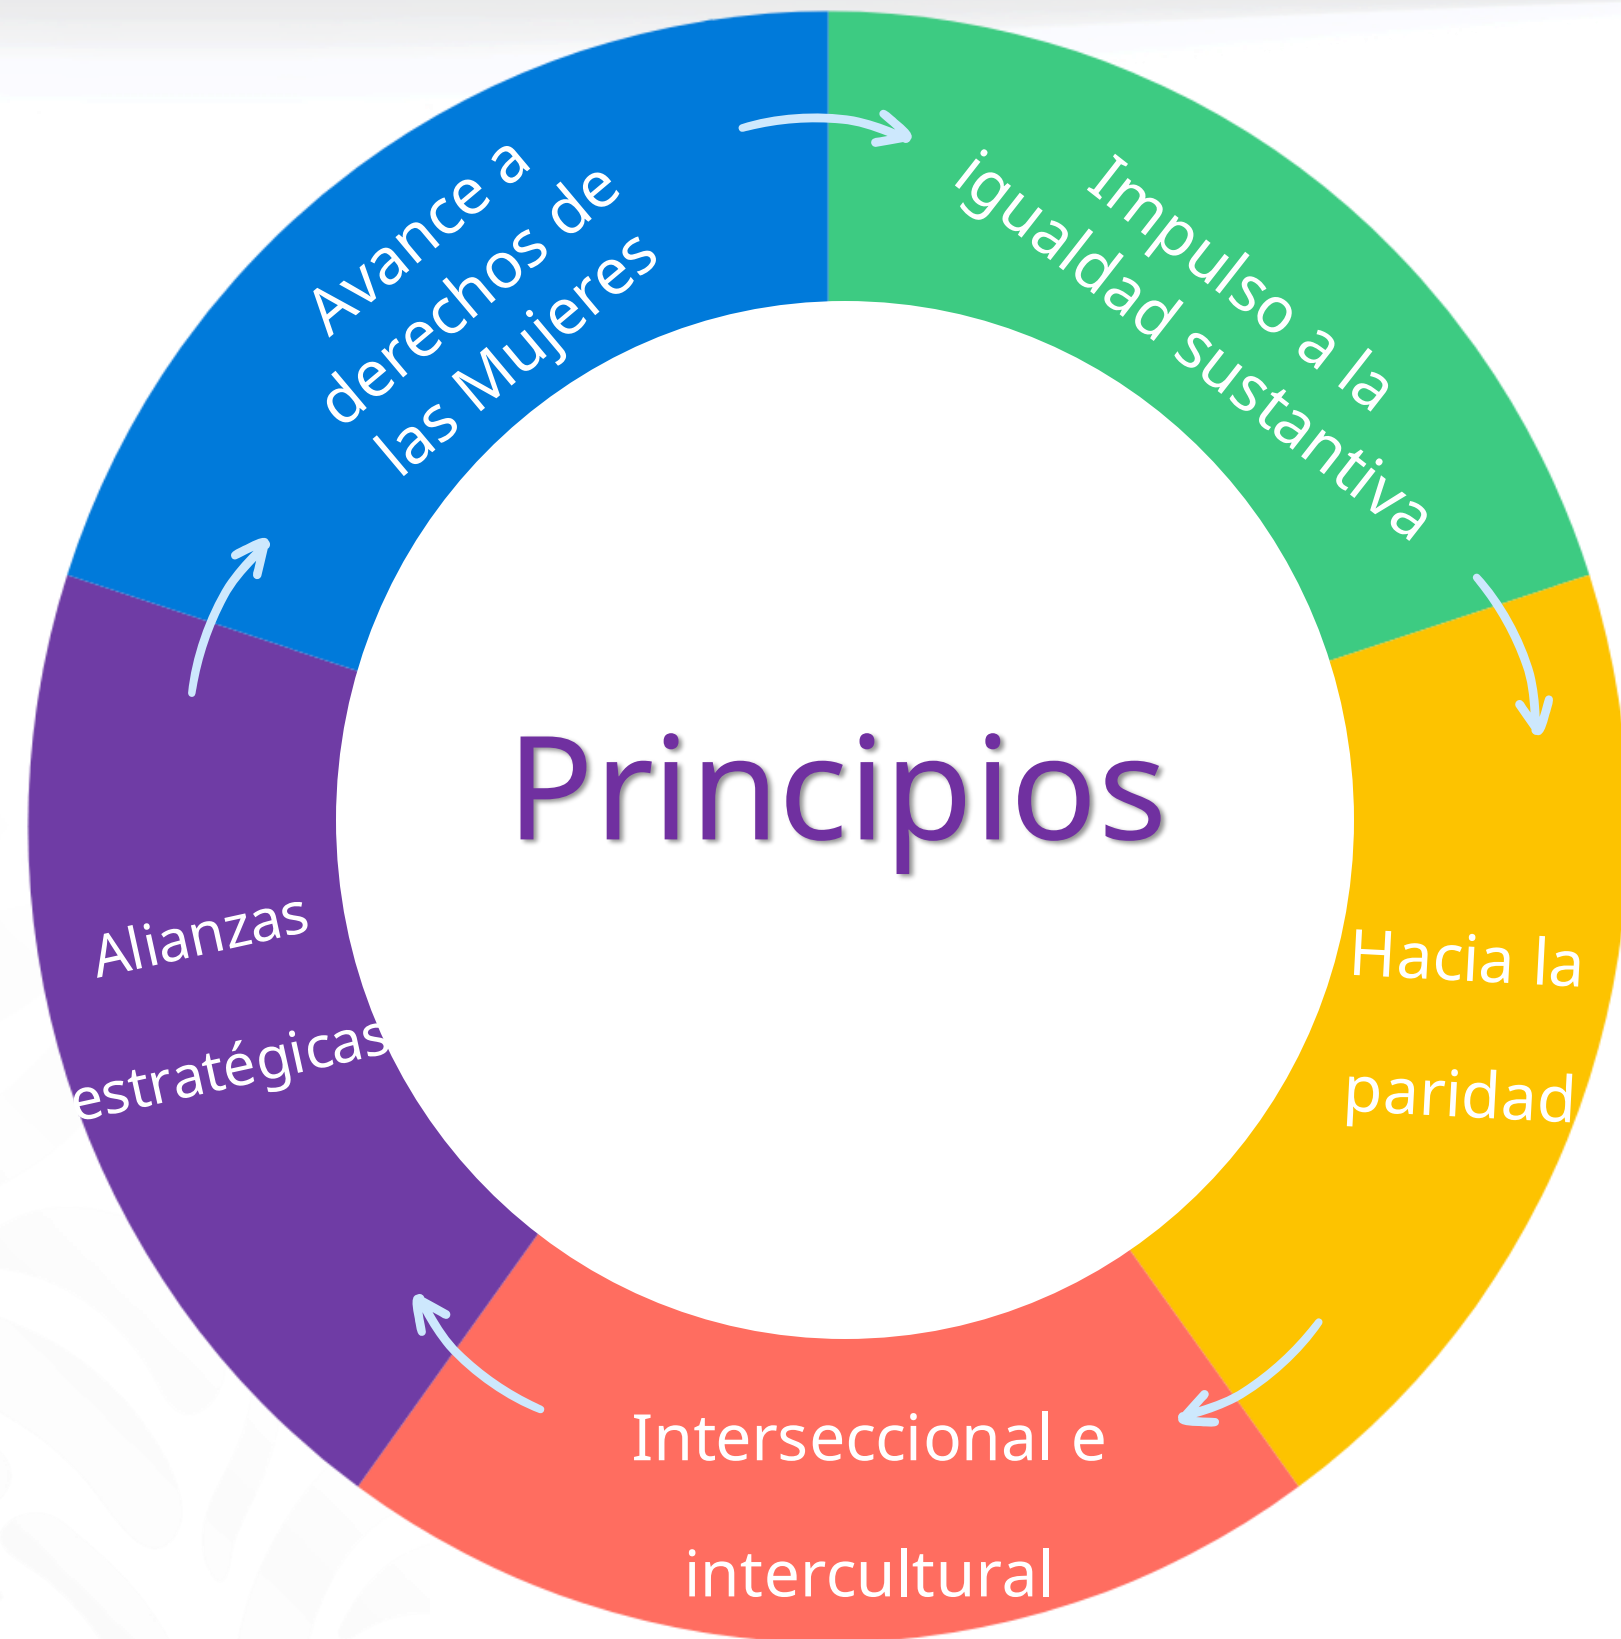 Avance a
derechos de
las Mujeres
Impulso a la
igualdad sustantiva
Principios
Hacia la
paridad
Interseccional e
intercultural
Alianzas
estratégicas